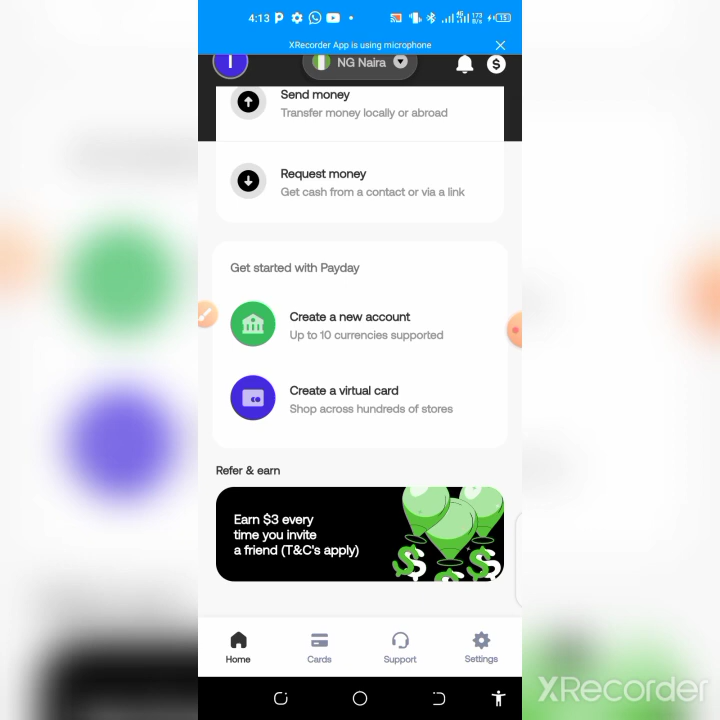 4:13
4G
173
B/s
15
XRecorder App is using microphone
I
NG Naira
$
Send money
Transfer money locally or abroad
Request money
Get cash from a contact or via a link
Get started with Payday
Create a new account
Up to 10 currencies supported
Create a virtual card
Shop across hundreds of stores
Refer & earn
Earn $3 every
time you invite
a friend (T&C's apply)
Home
Cards
Support
Settings
XRecorder